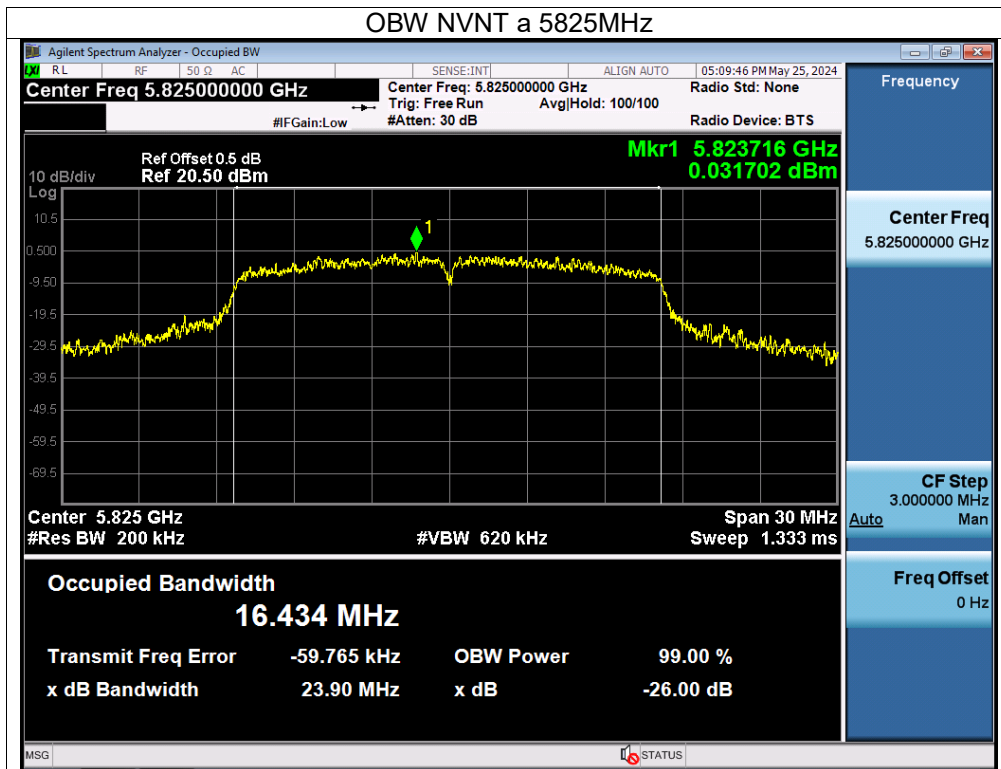 OBW NVNT a 5825MHz
Agilent Spectrum Analyzer - Occupied BW
LXI RL RF 50 Ω AC SENSE:INT ALIGN AUTO 05:09:46 PM May 25, 2024
Center Freq 5.825000000 GHz
Center Freq: 5.825000000 GHz
Radio Std: None
Trig: Free Run Avg|Hold: 100/100
#IFGain:Low #Atten: 30 dB Radio Device: BTS
Frequency
Mkr1 5.823716 GHz
0.031702 dBm
Ref Offset 0.5 dB
10 dB/div Ref 20.50 dBm
Log
10.5
0.500
-9.50
-19.5
-29.5
-39.5
-49.5
-59.5
-69.5
1
Center 5.825 GHz Span 30 MHz
#Res BW 200 kHz #VBW 620 kHz Sweep 1.333 ms
Center Freq
5.825000000 GHz
CF Step
3.000000 MHz
Auto Man
Freq Offset
0 Hz
Occupied Bandwidth
16.434 MHz
Transmit Freq Error -59.765 kHz OBW Power 99.00 %
x dB Bandwidth 23.90 MHz x dB -26.00 dB
MSG STATUS